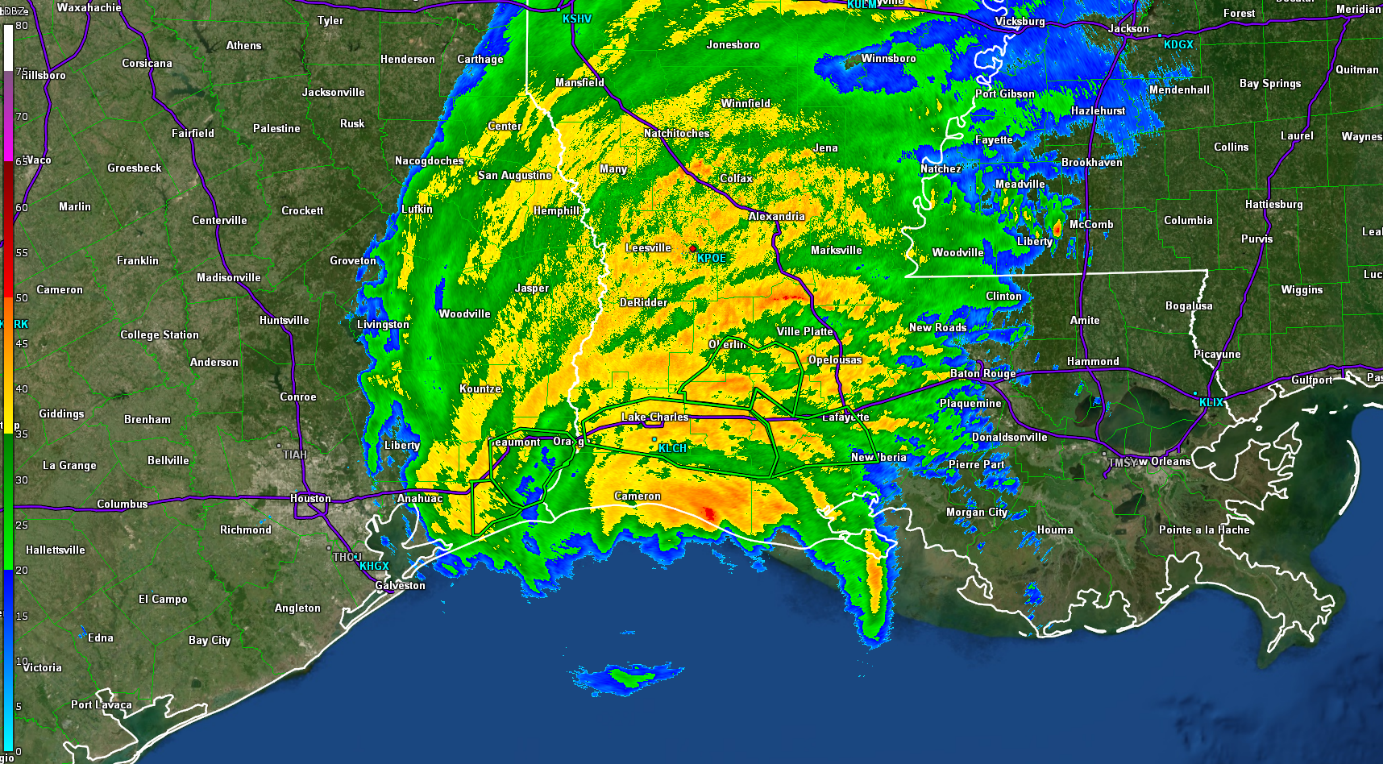 DBZ
Waxahachie
Tyler
KSHV
KULM
Vicksburg
Forest
Meridian
80
Athens
Henderson
Carthage
Jonesboro
Jackson
KDGX
Corsicana
Winnsboro
Quitman
75
Hillsboro
Jacksonville
Mansfield
Winnfield
Port Gibson
Mendenhall
Bay Springs
70
Fairfield
Palestine
Rusk
Center
Natchitoches
Hazlehurst
Laurel
Waynes
65
Waco
Groesbeck
Nacogdoches
San Augustine
Many
Jena
Colfax
Natchez
Fayette
Brookhaven
Collins
60
Marlin
Centerville
Crockett
Lufkin
Hemphill
Alexandria
Meadville
McComb
Columbia
Hattiesburg
55
Franklin
Madisonville
Groveton
Leesville
KPOE
Marksville
Woodville
Liberty
Purvis
50
Cameron
Jasper
DeRidder
Clinton
Wiggins
45
College Station
Huntsville
Livingston
Woodville
Ville Platte
New Roads
Amite
Bogalusa
Anderson
Oberlin
Opelousas
Baton Rouge
Hammond
Picayune
40
Giddings
Brenham
Conroe
Kountze
Lake Charles
Lafayette
Plaquemine
KLIX
Gulfport
35
La Grange
Bellville
TIAH
Liberty
eaumont
KLCH
New Iberia
Donaldsonville
Pierre Part
TMSY
New Orleans
30
Columbus
Houston
Anahuac
Cameron
Morgan City
25
Hallettsville
Richmond
THOU
KHGX
Houma
Pointe a la Hache
20
El Campo
Angleton
Galveston
15
Edna
Bay City
10
Victoria
5
Port Lavaca
0